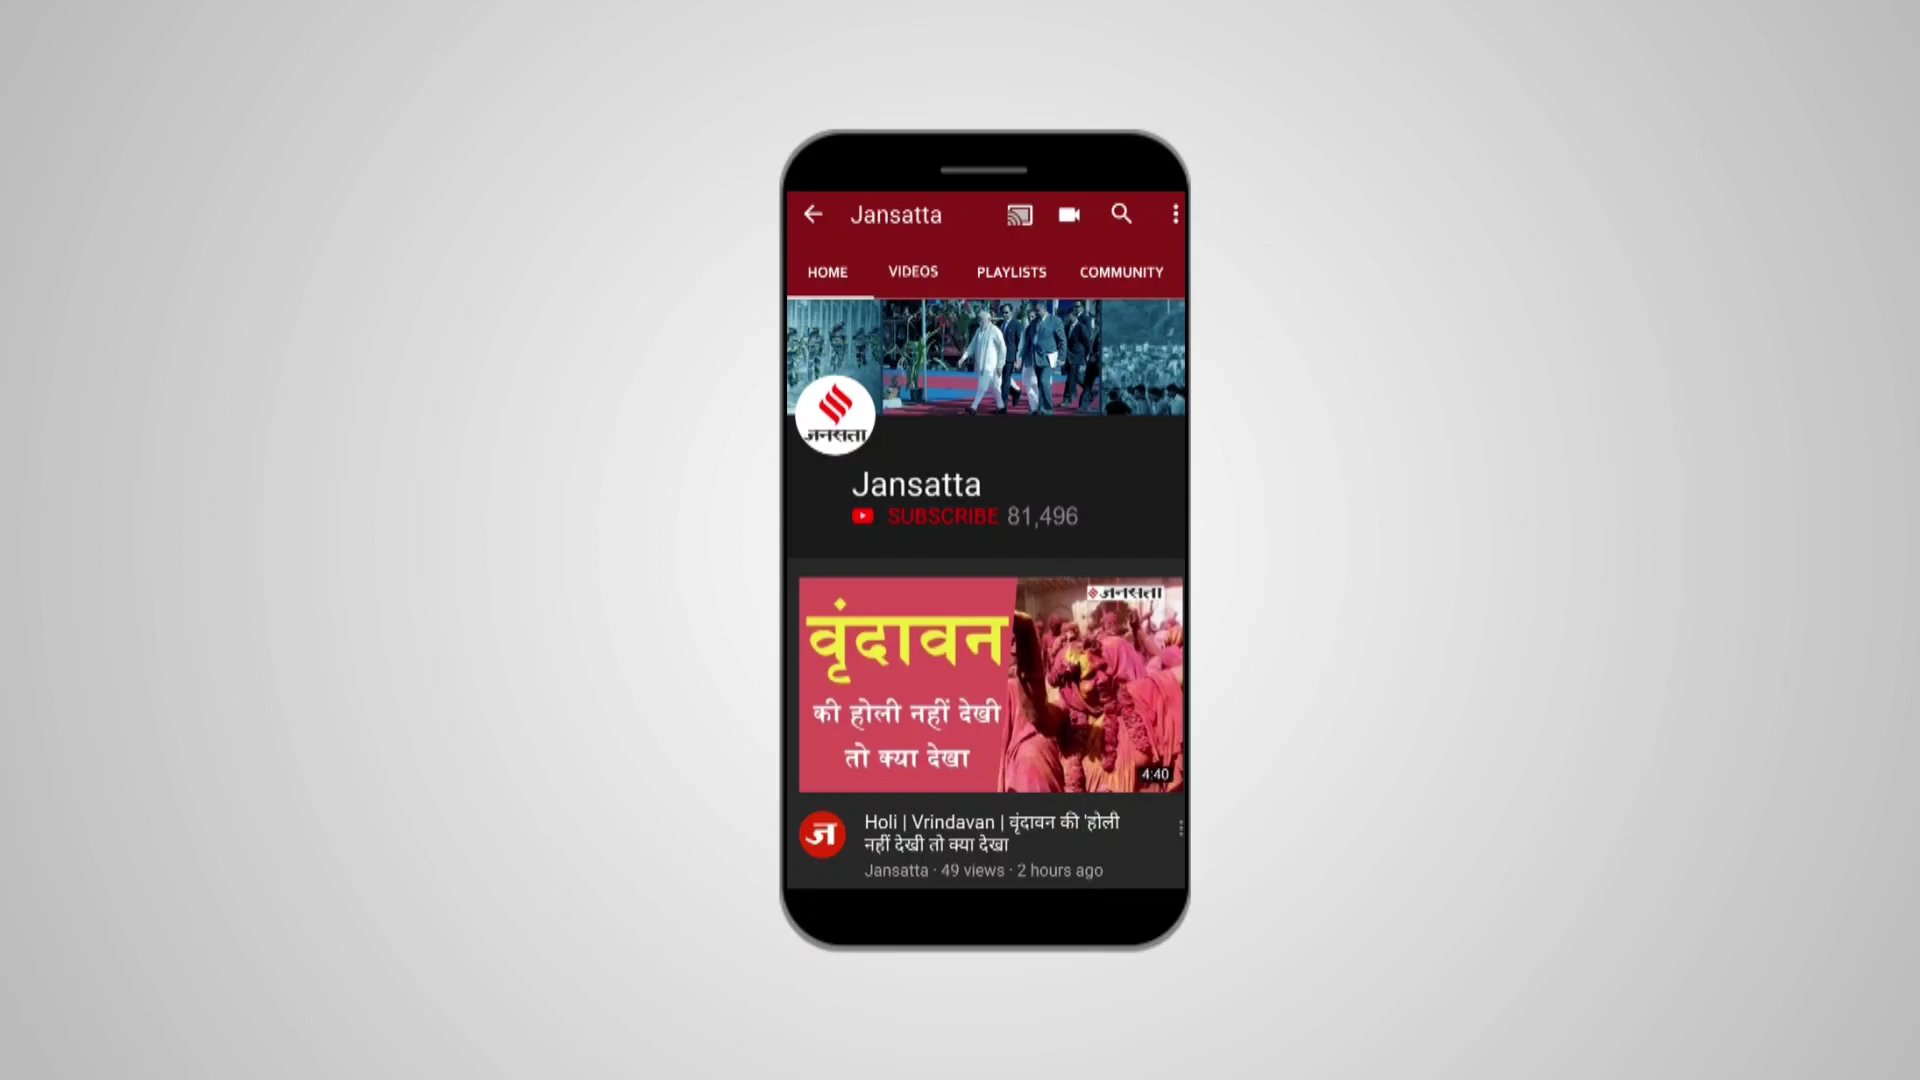 Jansatta
HOME VIDEOS PLAYLISTS COMMUNITY
जनसत्ता
Jansatta
SUBSCRIBE 81,496
जनसत्ता
वृंदावन
की होली नहीं देखी
तो क्या देखा
4:40
ज
Holi | Vrindavan | वृंदावन की 'होली
नहीं देखी तो क्या देखा
Jansatta · 49 views · 2 hours ago